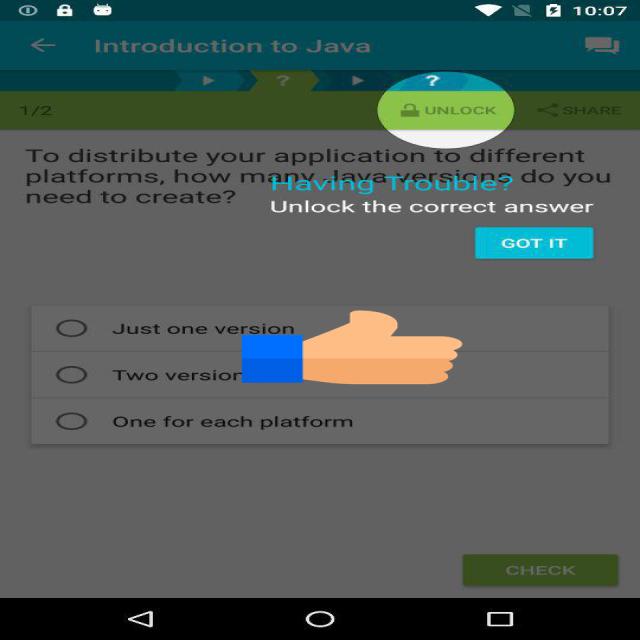 10:07
Introduction to Java
?
?
1/2
UNLOCK
SHARE
To distribute your application to different
platforms, how many Java versions do you
need to create?
Having Trouble?
Unlock the correct answer
GOT IT
Just one version
Two version
One for each platform
CHECK